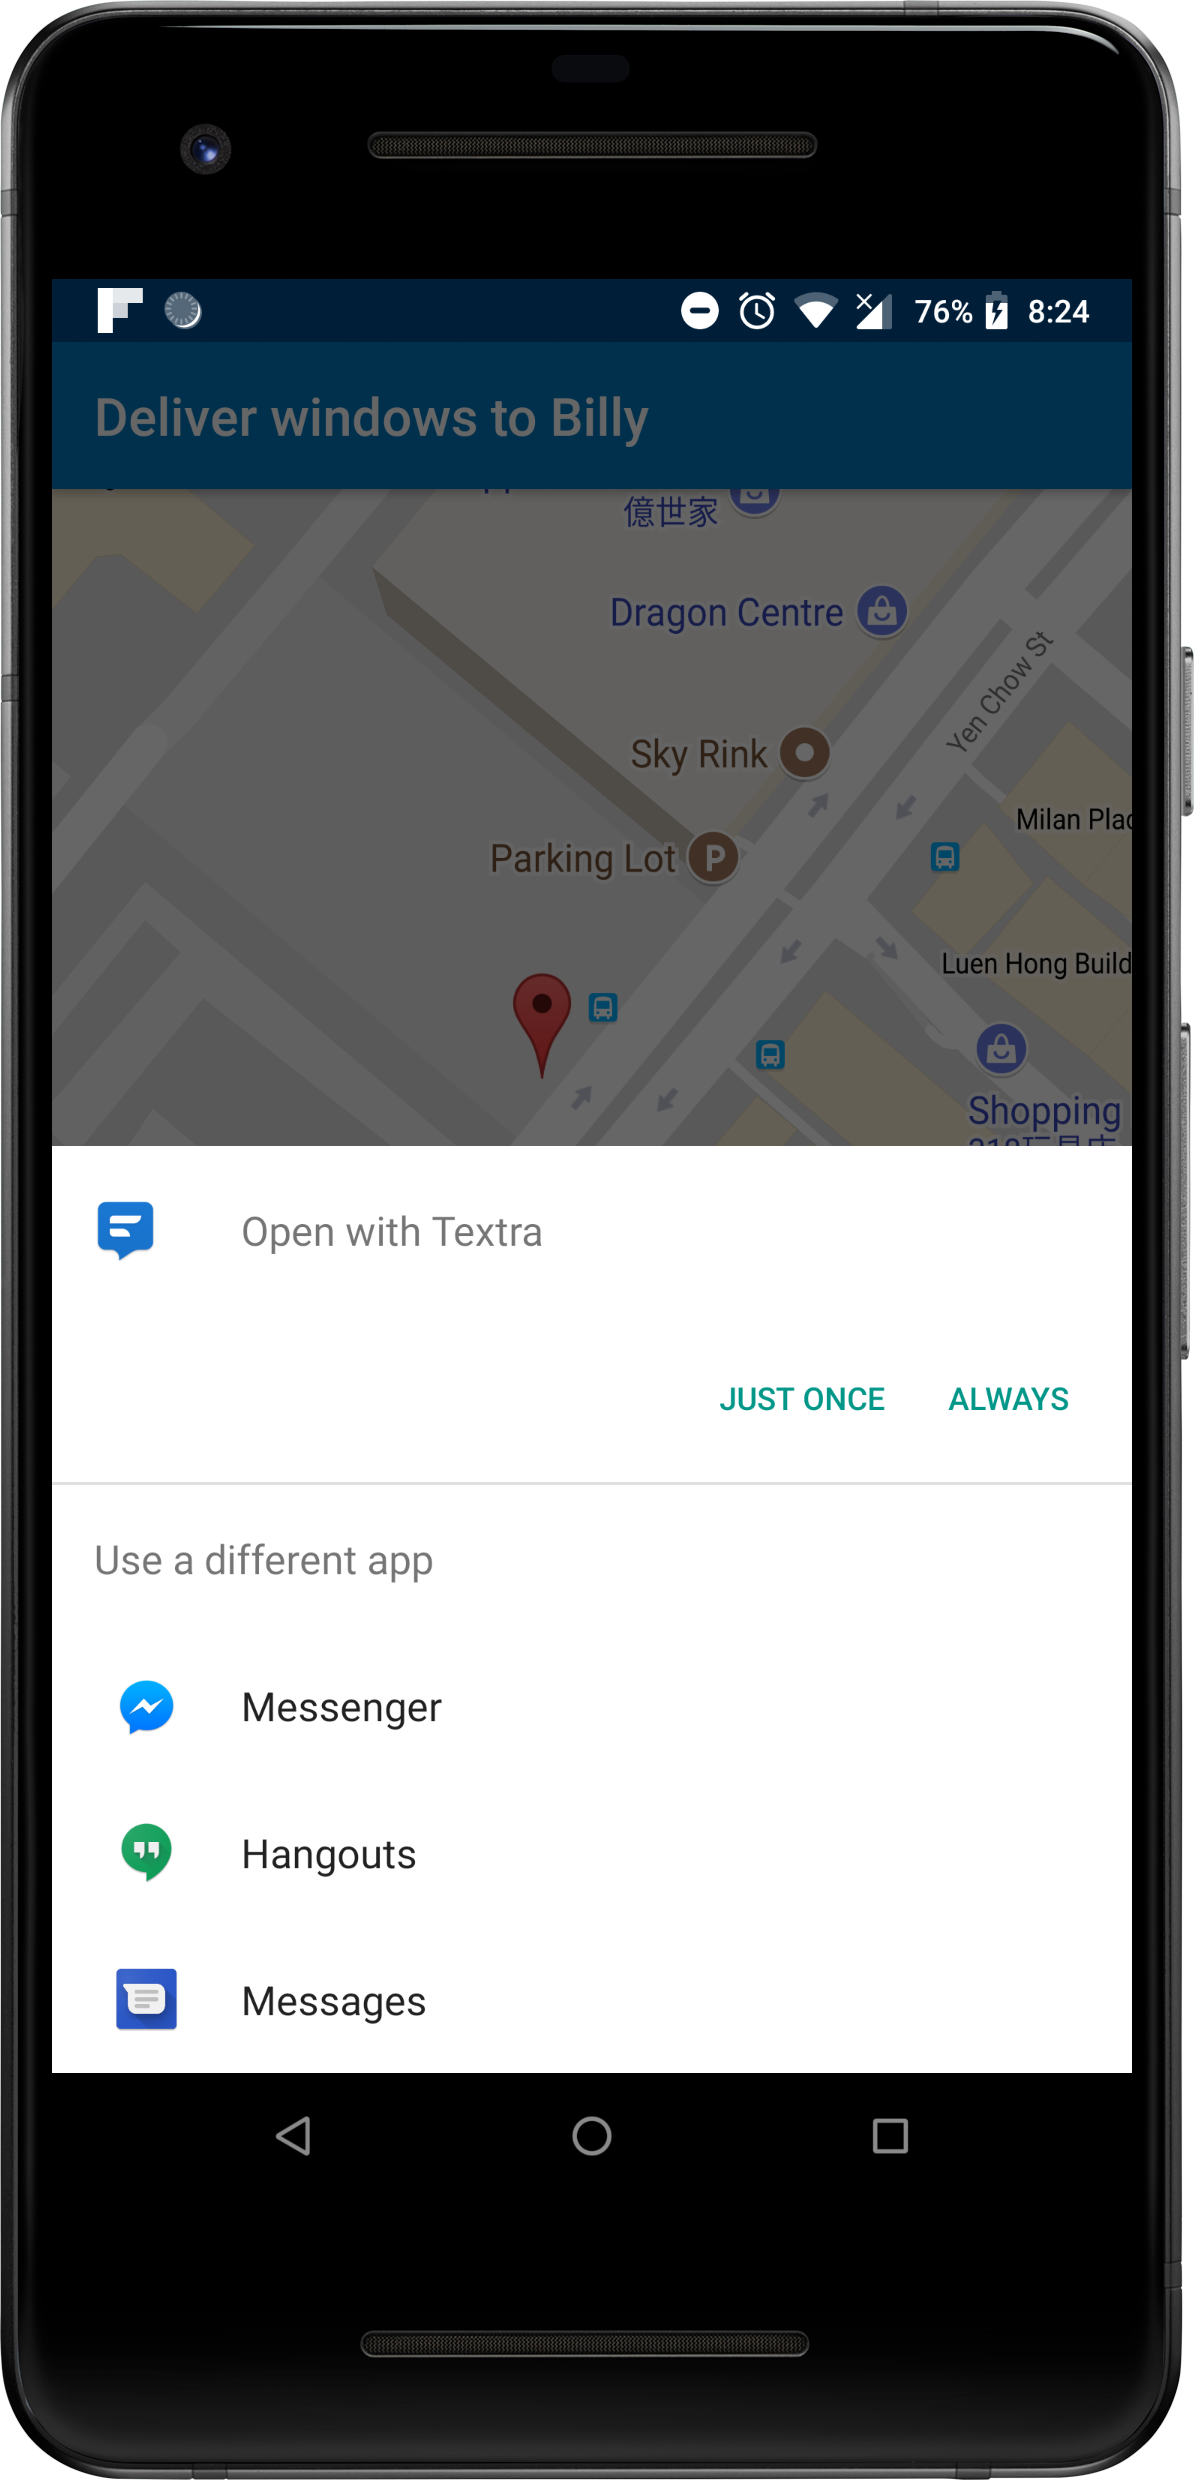 76% 8:24
Deliver windows to Billy
億世家
Dragon Centre
Yen Chow St
Sky Rink
Milan Plac
Parking Lot P
Luen Hong Build
Shopping
Open with Textra
JUST ONCE ALWAYS
Use a different app
Messenger
Hangouts
Messages